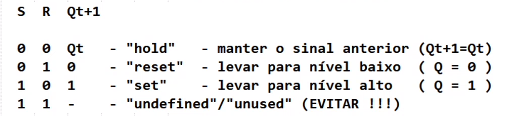 S R Qt+1
0 0 Qt - "hold" - manter o sinal anterior (Qt+1=Qt)
0 1 0 - "reset" - levar para nível baixo ( Q = 0 )
1 0 1 - "set" - levar para nível alto ( Q = 1 )
1 1 - - "undefined"/"unused" (EVITAR !!!)